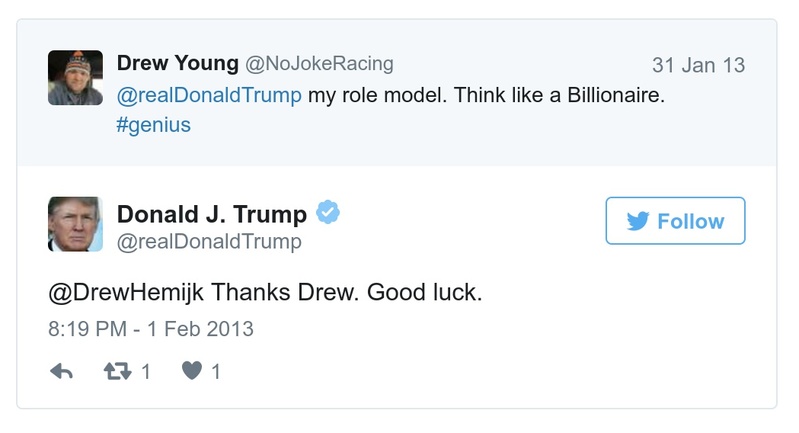 Drew Young @NoJokeRacing 31 Jan 13
@realDonaldTrump my role model. Think like a Billionaire.
#genius
Donald J. Trump
@realDonaldTrump
Follow
@DrewHemijk Thanks Drew. Good luck.
8:19 PM - 1 Feb 2013
1 1